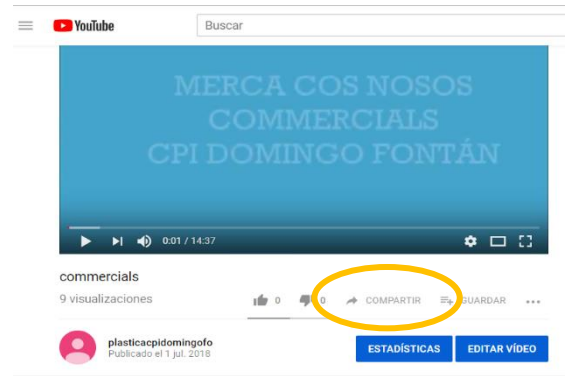 YouTube
Buscar
MERCA COS NOSOS
COMMERCIALS
CPI DOMINGO FONTÁN
0:01 / 14:37
commercials
9 visualizaciones
0 0 COMPARTIR GUARDAR
plasticacpidomingofo
Publicado el 1 jul. 2018
ESTADÍSTICAS EDITAR VÍDEO